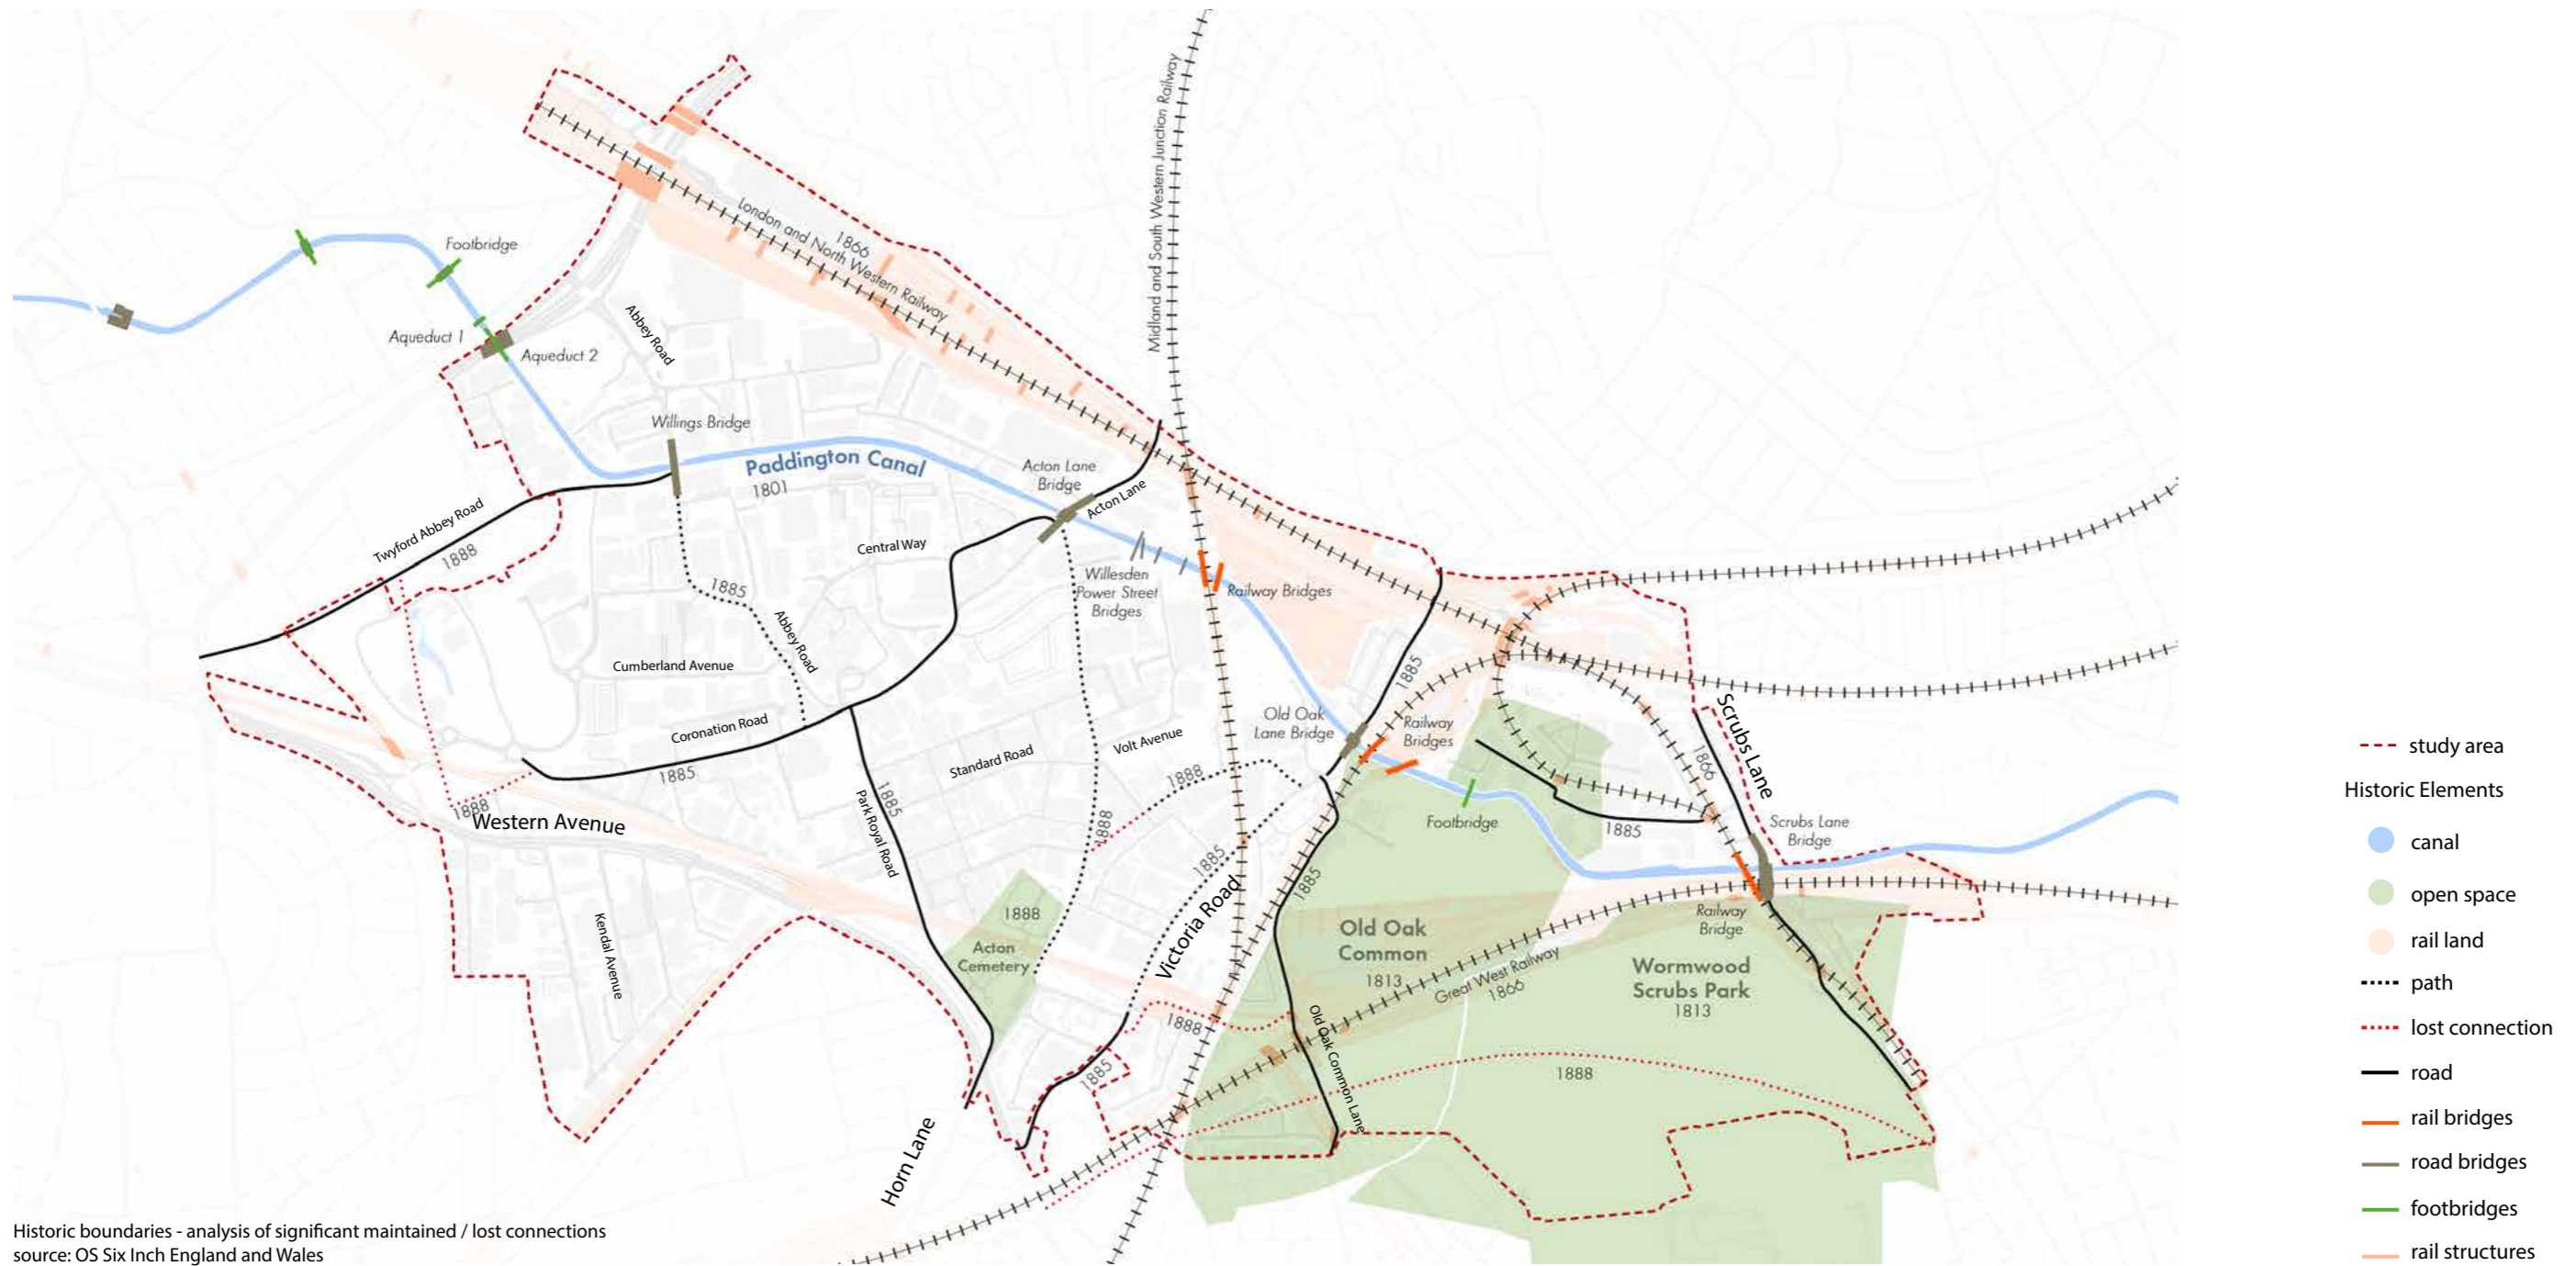 Midland and South Western Junction Railway
1866
London and North Western Railway
Footbridge
Aqueduct 1
Aqueduct 2
Abbey Road
Willings Bridge
Paddington Canal
1801
Acton Lane
Bridge
Acton Lane
Twyford Abbey Road
1888
Central Way
1885
Abbey Road
Willesden
Power Street
Bridges
Railway Bridges
Cumberland Avenue
Coronation Road
1885
Standard Road
Volt Avenue
1888
1885
Old Oak
Lane Bridge
Railway
Bridges
Scrubs Lane
1866
1888
Western Avenue
Park Royal Road
1885
1888
Footbridge
1885
Scrubs Lane
Bridge
1885
Victoria Road
1885
Kendal Avenue
1888
Acton
Cemetery
Old Oak
Common
1813
Great West Railway
1866
Railway
Bridge
Wormwood
Scrubs Park
1813
1888
Old Oak Common Lane
1885
1888
Horn Lane
study area
Historic Elements
canal
open space
rail land
path
lost connection
road
rail bridges
road bridges
footbridges
rail structures
Historic boundaries - analysis of significant maintained / lost connections
source: OS Six Inch England and Wales